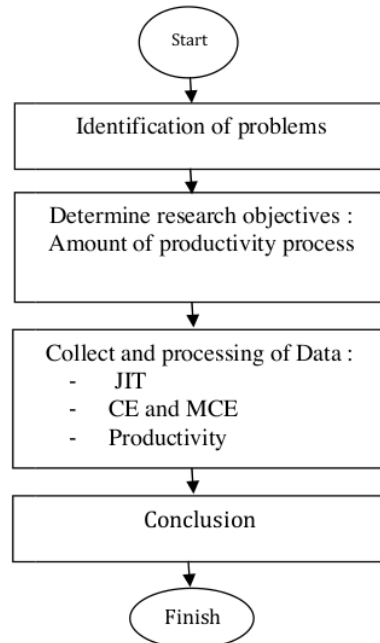 Start
Identification of problems
Determine research objectives :
Amount of productivity process
Collect and processing of Data :
- JIT
- CE and MCE
- Productivity
Conclusion
Finish